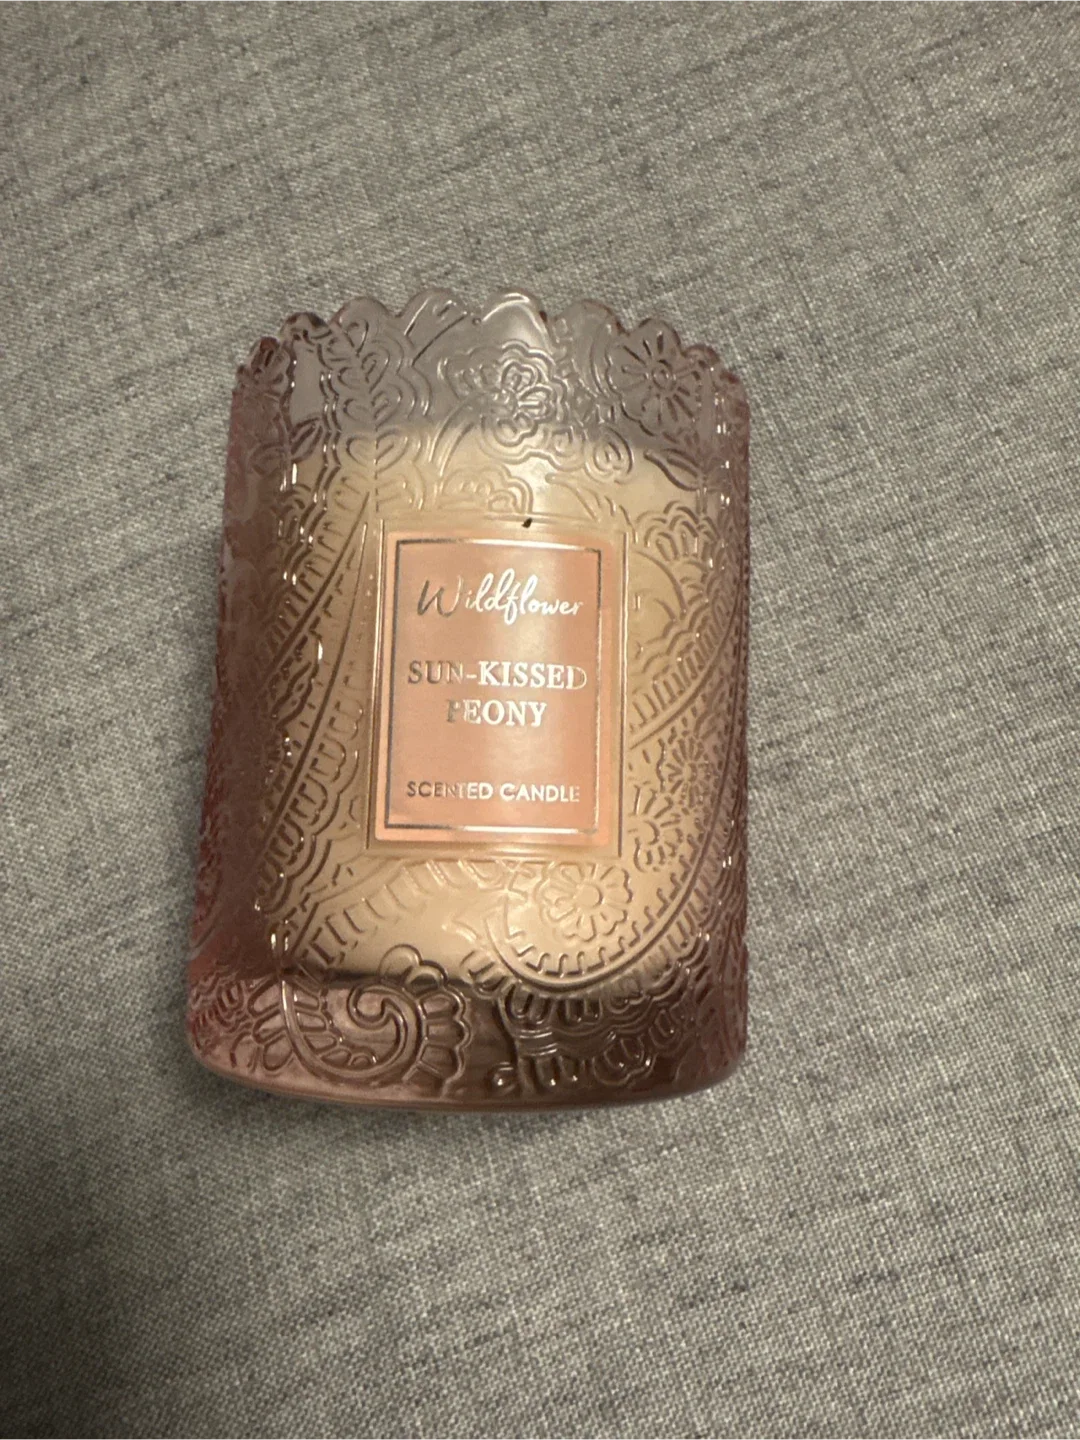 Wildflower
SUN-KISSED
PEONY
SCENTED CANDLE